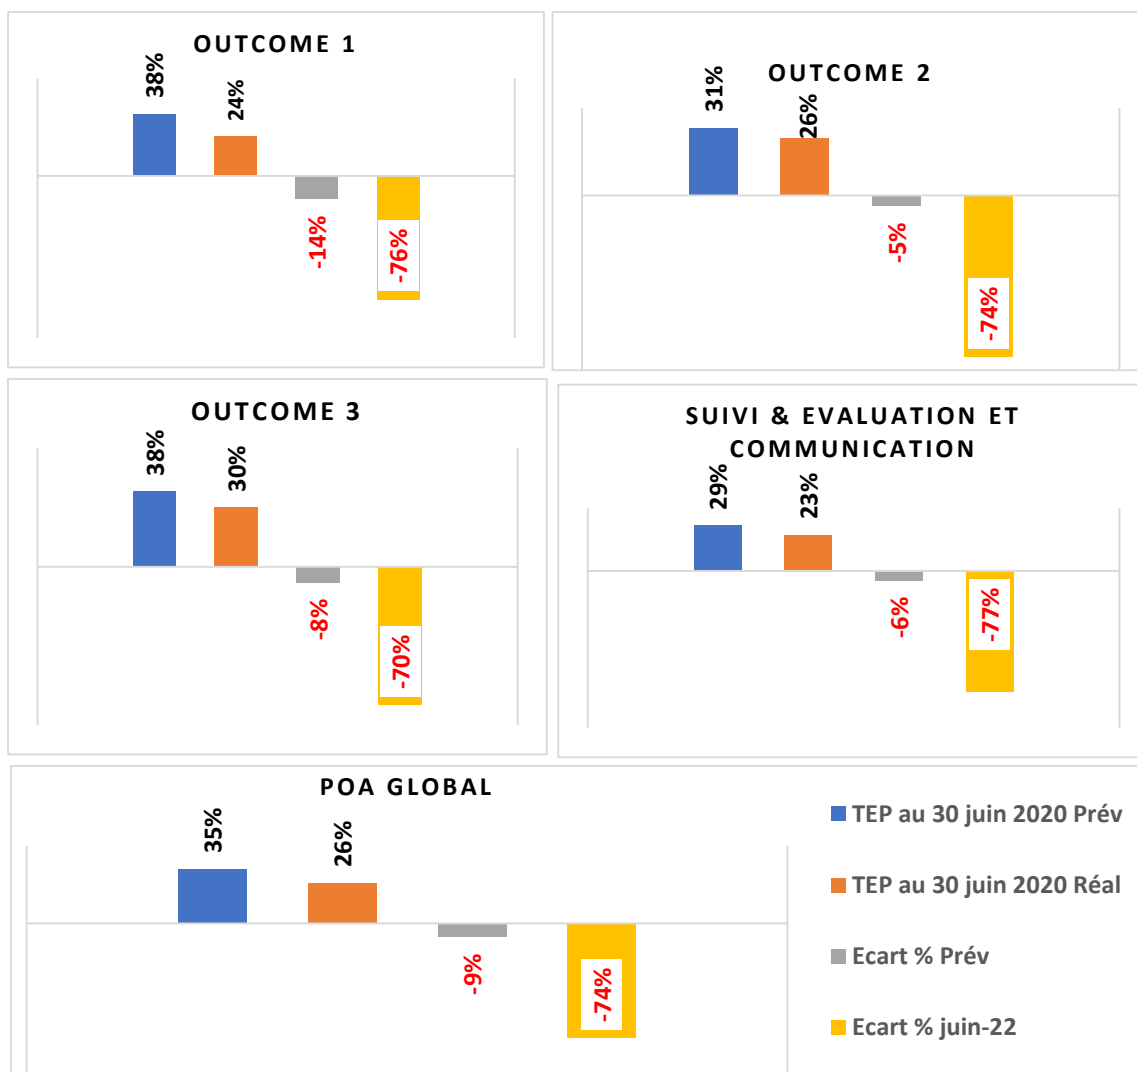 OUTCOME 1
38%
24%
-14%
-76%
OUTCOME 2
31%
26%
-5%
-74%
OUTCOME 3
38%
30%
-8%
-70%
SUIVI & EVALUATION ET
COMMUNICATION
29%
23%
-6%
-77%
POA GLOBAL
35%
26%
-9%
-74%
TEP au 30 juin 2020 Prév
TEP au 30 juin 2020 Réal
Ecart % Prév
Ecart % juin-22